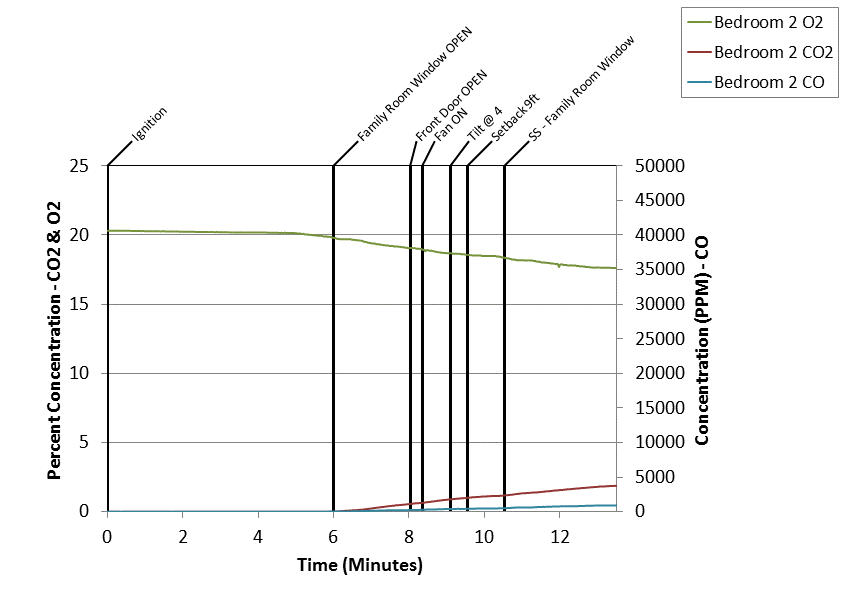 Bedroom 2 O2
Bedroom 2 CO2
Bedroom 2 CO
Ignition
Family Room Window OPEN
Front Door OPEN
Fan ON
Tilt @ 4
Setback 9ft
SS - Family Room Window
25
20
15
10
5
0
Percent Concentration - CO2 & O2
50000
45000
40000
35000
30000
25000
20000
15000
10000
5000
0
Concentration (PPM) - CO
0 2 4 6 8 10 12
Time (Minutes)